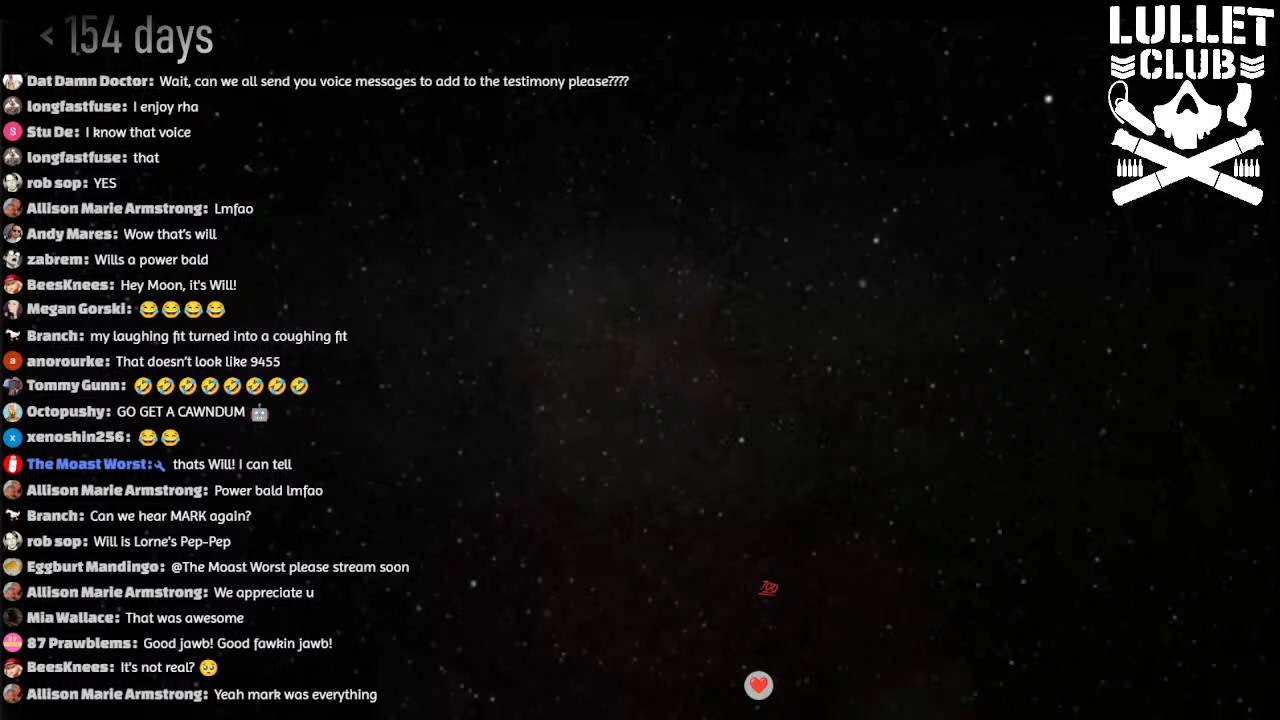 < 154 days
LULLET
CLUB
Dat Damn Doctor: Wait, can we all send you voice messages to add to the testimony please????
longfastfuse: I enjoy rha
S Stu De: I know that voice
longfastfuse: that
rob sop: YES
Allison Marie Armstrong: Lmfao
Andy Mares: Wow that's will
zabrem: Wills a power bald
BeesKnees: Hey Moon, it's Will!
Megan Gorski: 😂😂😂😂
Branch: my laughing fit turned into a coughing fit
a anorourke: That doesn't look like 9455
Tommy Gunn: 🤣🤣🤣🤣🤣🤣🤣🤣
Octopushy: GO GET A CAWNDUM 🤖
x xenoshin256: 😂😂
The Moast Worst: thats Will! I can tell
Allison Marie Armstrong: Power bald lmfao
Branch: Can we hear MARK again?
rob sop: Will is Lorne's Pep-Pep
Eggburt Mandingo: @The Moast Worst please stream soon
Allison Marie Armstrong: We appreciate u
💯
Mia Wallace: That was awesome
87 Prawblems: Good jawb! Good fawkin jawb!
BeesKnees: It's not real? 🥺
Allison Marie Armstrong: Yeah mark was everything